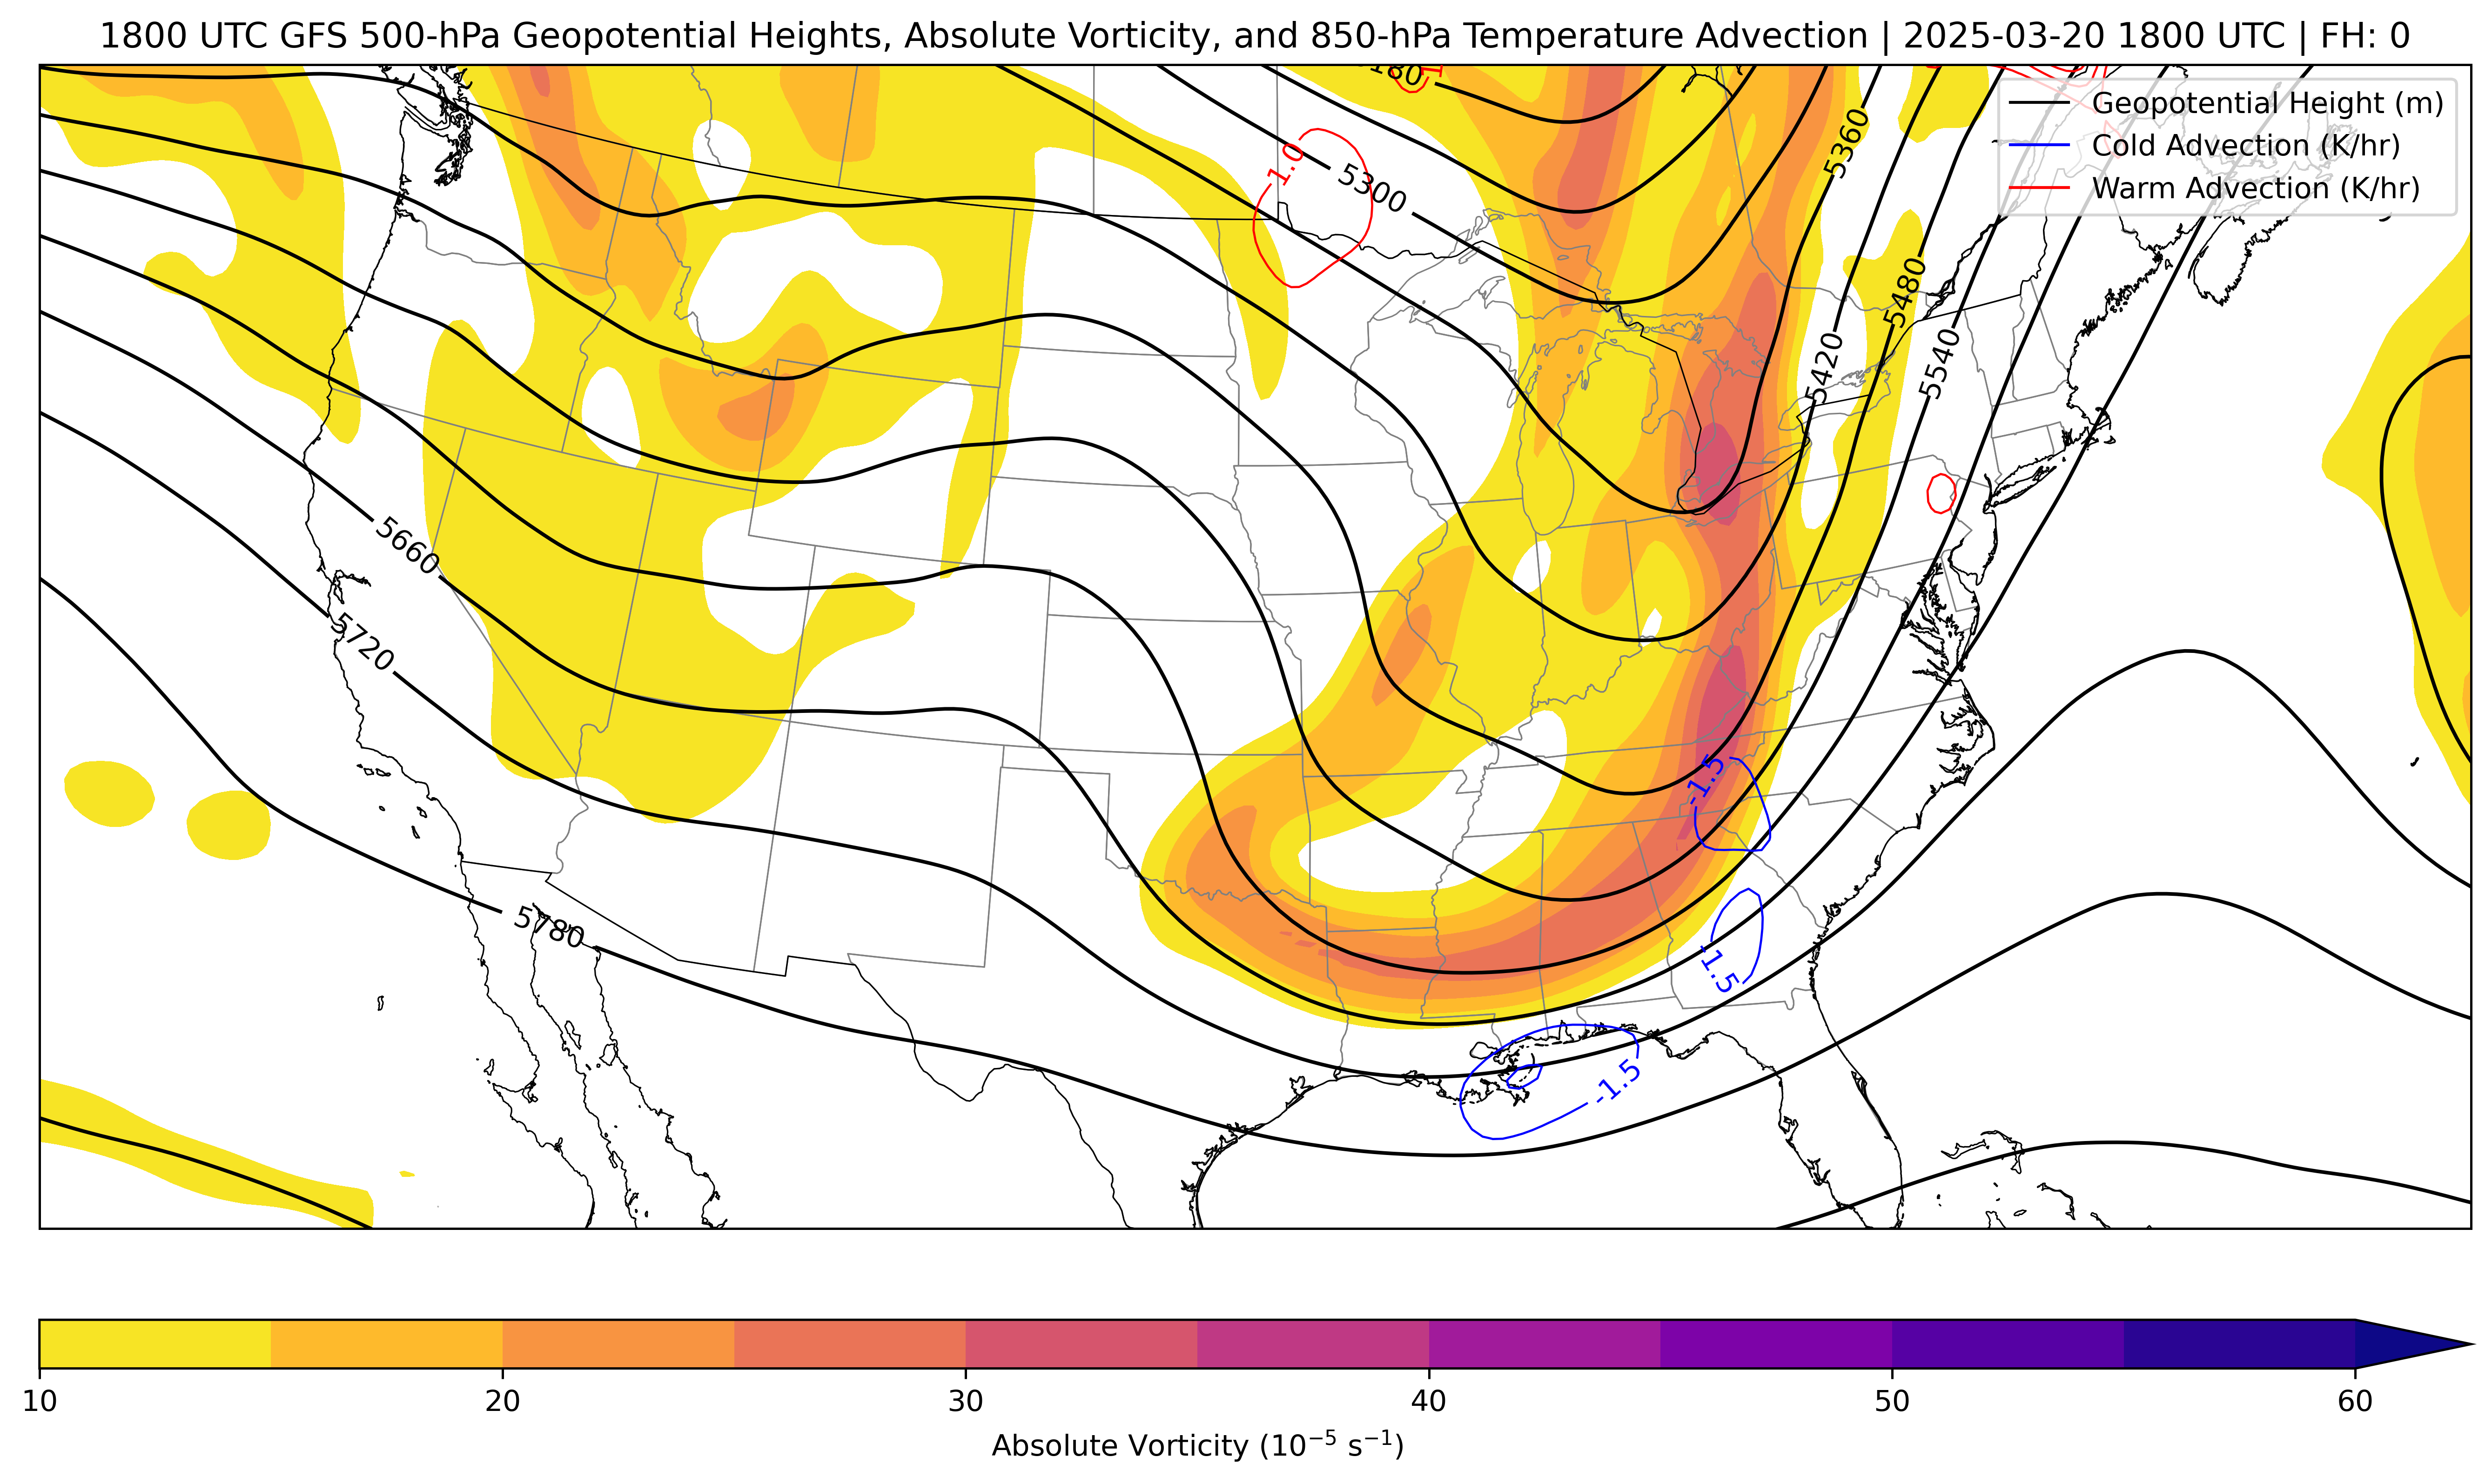 1800 UTC GFS 500-hPa Geopotential Heights, Absolute Vorticity, and 850-hPa Temperature Advection | 2025-03-20 1800 UTC | FH: 0
Geopotential Height (m)
Cold Advection (K/hr)
Warm Advection (K/hr)
1.0
5300
5360
5480
5420
5540
5660
5720
5780
-1.5
-1.5
-1.5
10 20 30 40 50 60
Absolute Vorticity (10⁻⁵ s⁻¹)